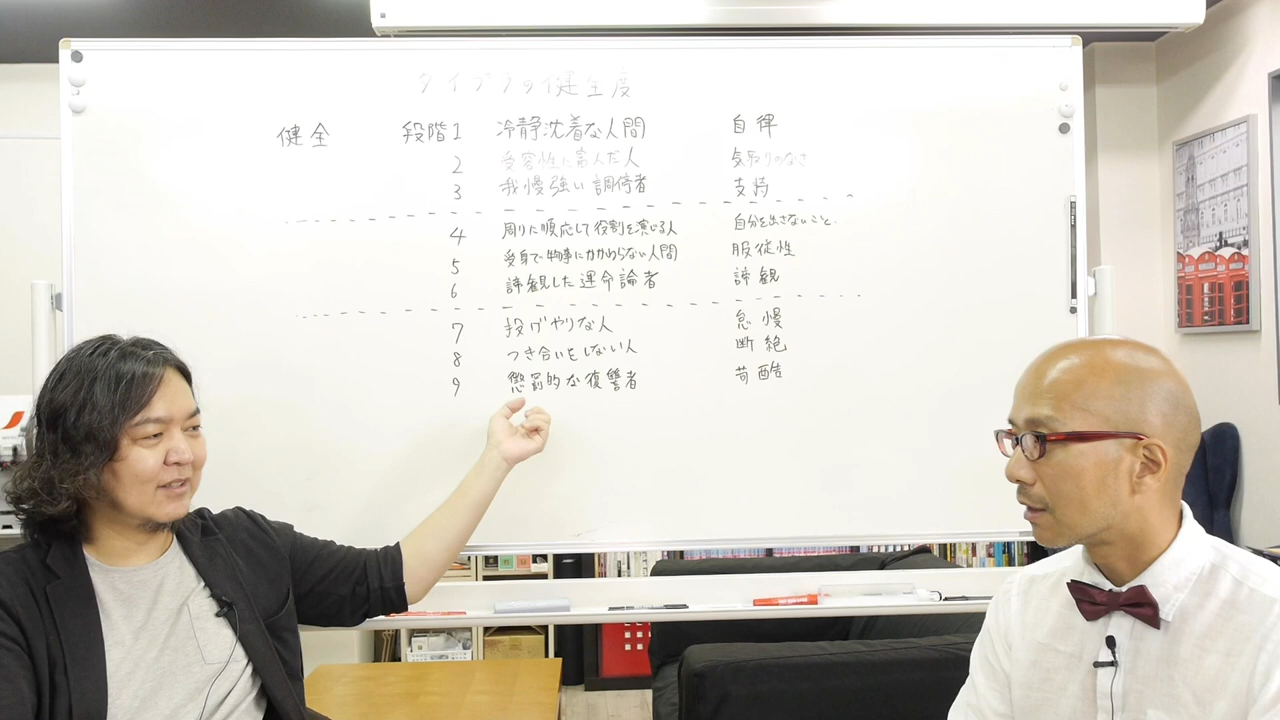 タイプ9の健全度
健全 段階1 冷静沈着な人間 自律
2 受容性に富んだ人 気取りのなさ
3 我慢強い調停者 支持
4 周りに順応して役割を演じる人 自分を出さないこと.
5 受身で物事にかかわらない人間 服従性
6 諦観した運命論者 諦観
7 投げやりな人 怠慢
8 つき合いをしない人 断絶
9 懲罰的な復讐者 苛酷